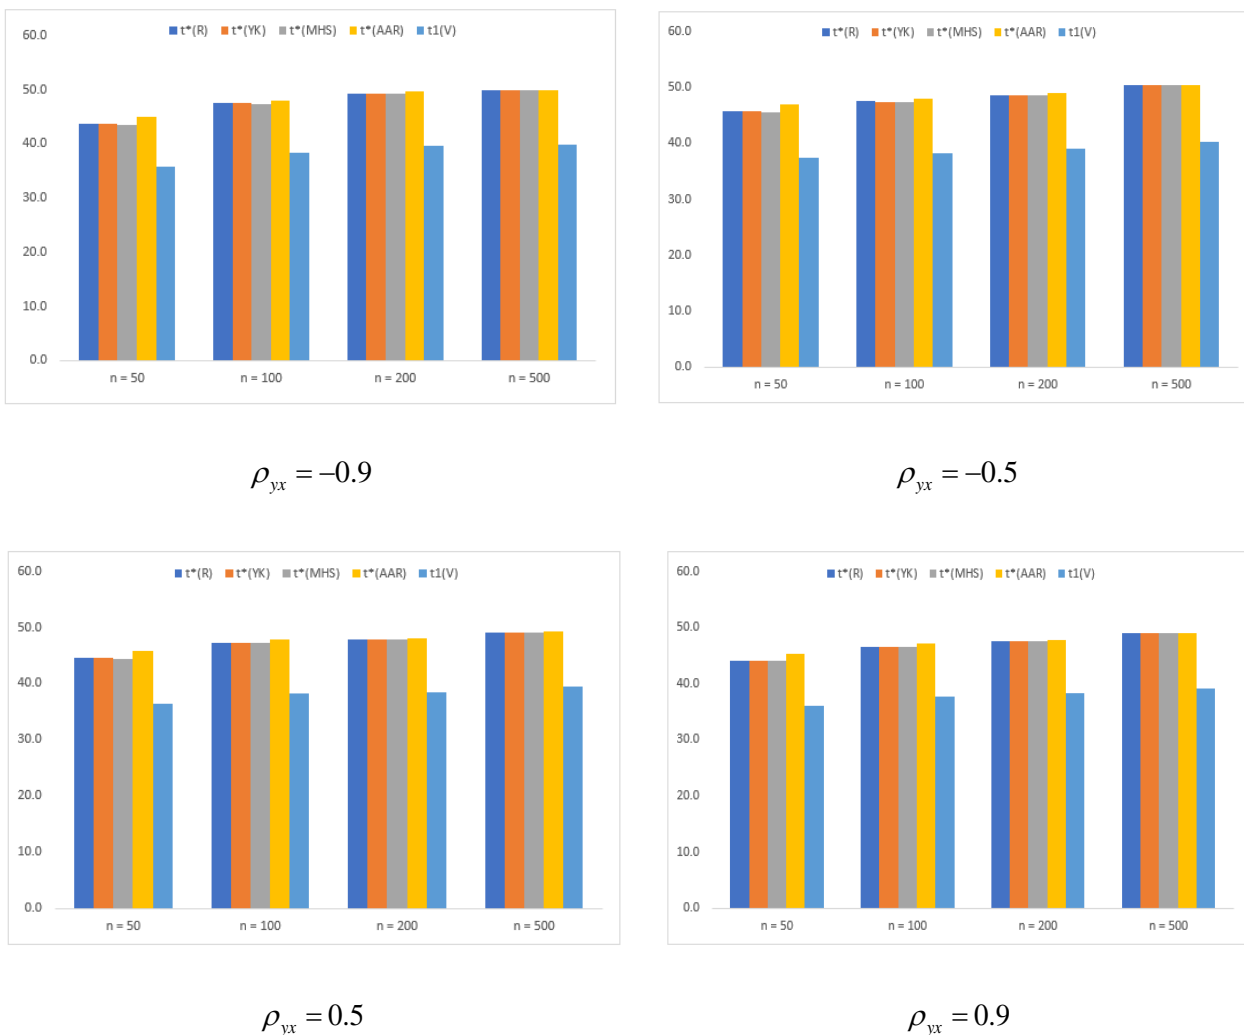 60.0
t*(R) t*(YK) t*(MHS) t*(AAR) t1(V)
50.0
40.0
30.0
20.0
10.0
0.0
n = 50 n = 100 n = 200 n = 500
ρyx = −0.9
60.0
t*(R) t*(YK) t*(MHS) t*(AAR) t1(V)
50.0
40.0
30.0
20.0
10.0
0.0
n = 50 n = 100 n = 200 n = 500
ρyx = −0.5
60.0
t*(R) t*(YK) t*(MHS) t*(AAR) t1(V)
50.0
40.0
30.0
20.0
10.0
0.0
n = 50 n = 100 n = 200 n = 500
ρyx = 0.5
60.0
t*(R) t*(YK) t*(MHS) t*(AAR) t1(V)
50.0
40.0
30.0
20.0
10.0
0.0
n = 50 n = 100 n = 200 n = 500
ρyx = 0.9